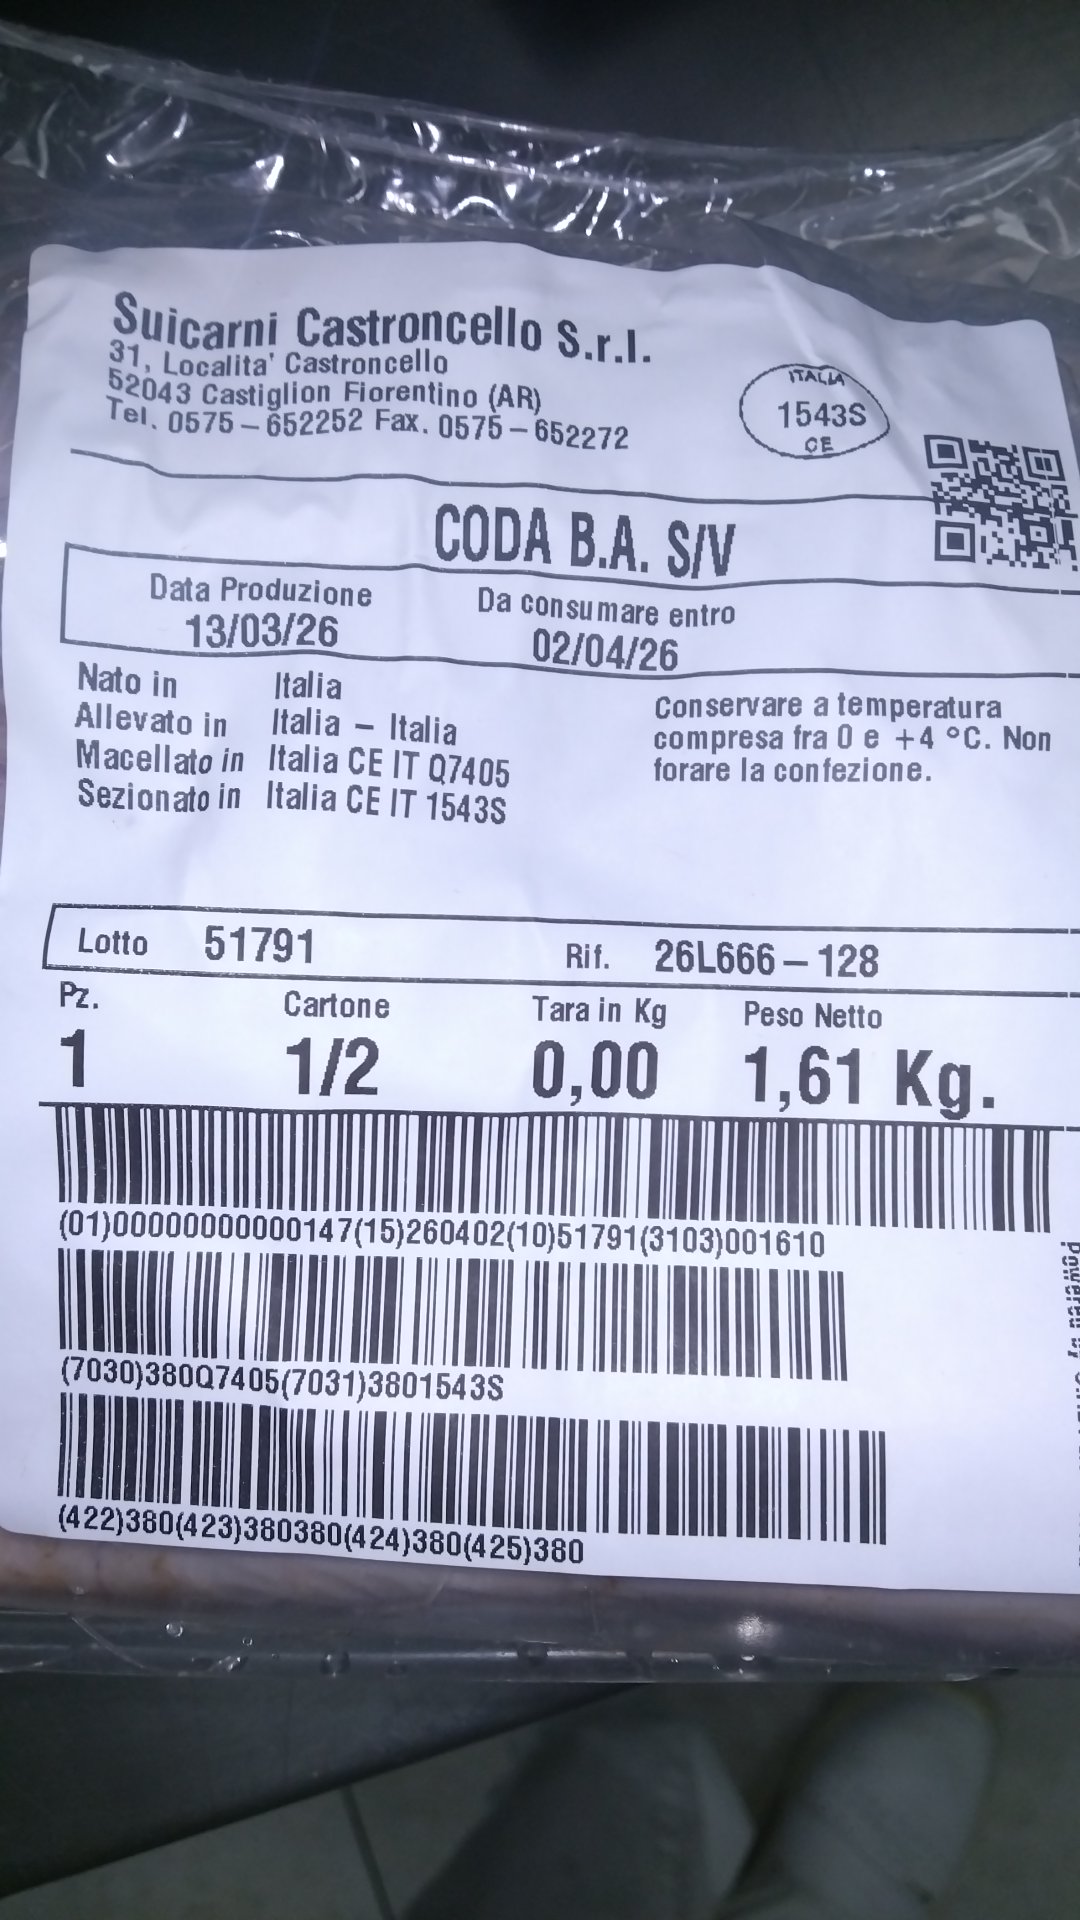 Suicarni Castroncello S.r.l.
31, Localita' Castroncello
52043 Castiglion Fiorentino (AR)
Tel. 0575-652252 Fax. 0575-652272
ITALIA
1543S
CE
CODA B.A. S/V
Data Produzione
13/03/26
Da consumare entro
02/04/26
Nato in Italia
Allevato in Italia - Italia
Macellato in Italia CE IT Q7405
Sezionato in Italia CE IT 1543S
Conservare a temperatura
compresa fra 0 e +4 °C. Non
forare la confezione.
Lotto 51791 Rif. 26L666-128
Pz. Cartone Tara in Kg Peso Netto
1 1/2 0,00 1,61 Kg.
(01)00000000000147(15)260402(10)51791(3103)001610
(7030)380Q7405(7031)3801543S
(422)380(423)380380(424)380(425)380